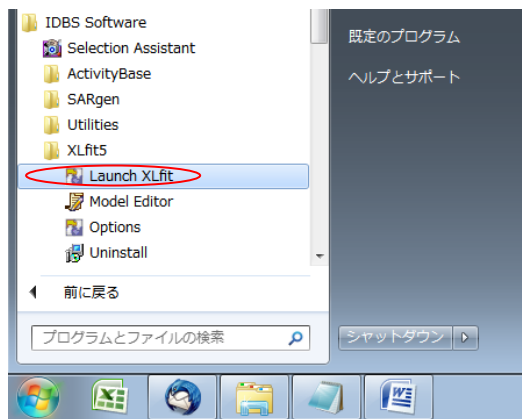 IDBS Software
Selection Assistant
ActivityBase
SARgen
Utilities
XLfit5
Launch XLfit
Model Editor
Options
Uninstall
前に戻る
プログラムとファイルの検索
既定のプログラム
ヘルプとサポート
シャットダウン